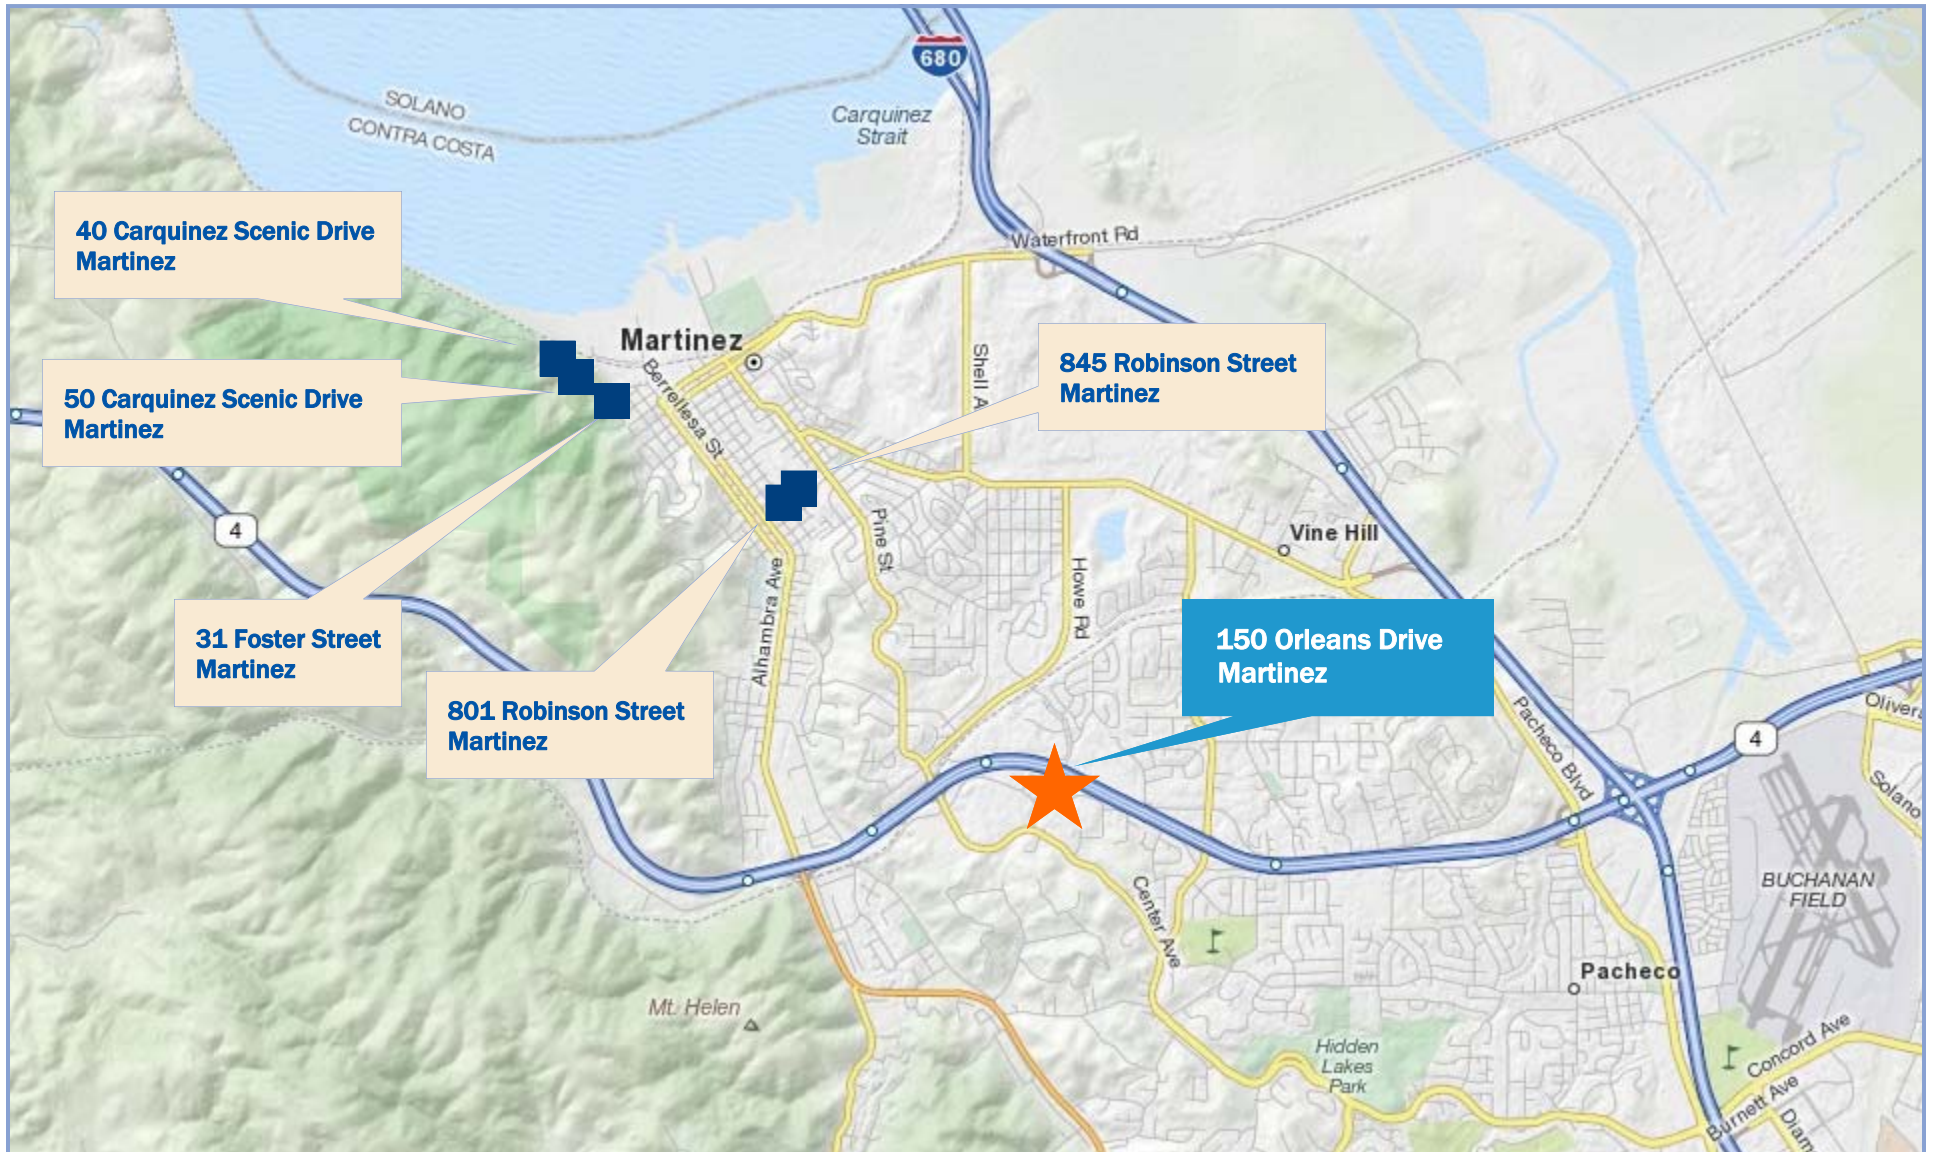 680
SOLANO
CONTRA COSTA
Carquinez
Strait
40 Carquinez Scenic Drive
Martinez
Waterfront Rd
Martinez
50 Carquinez Scenic Drive
Martinez
Berrellesa St
Shell A
845 Robinson Street
Martinez
4
Pine St
Vine Hill
Alhambra Ave
Howe Rd
31 Foster Street
Martinez
150 Orleans Drive
Martinez
801 Robinson Street
Martinez
Pacheco Blvd
4
Olivera
Solano
BUCHANAN
FIELD
Center Ave
Pacheco
Mt. Helen
Hidden
Lakes
Park
Concord Ave
Burnett Ave
Diam